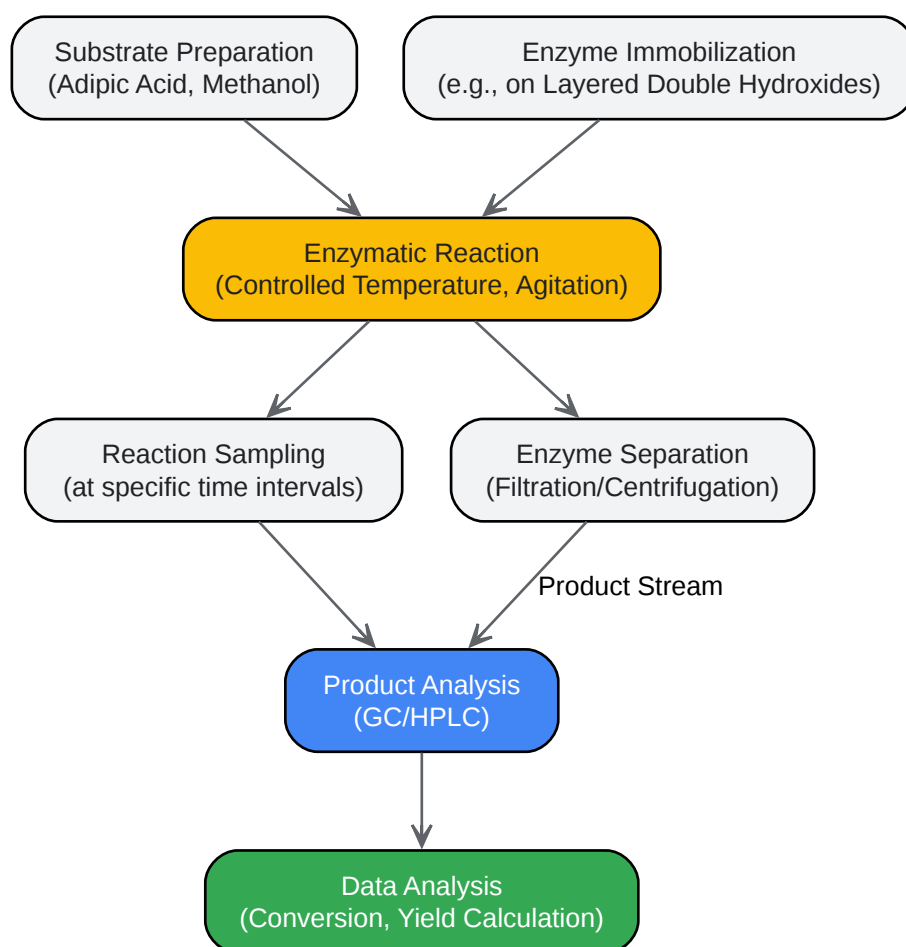 Substrate Preparation
(Adipic Acid, Methanol)
Enzyme Immobilization
(e.g., on Layered Double Hydroxides)
Enzymatic Reaction
(Controlled Temperature, Agitation)
Reaction Sampling
(at specific time intervals)
Enzyme Separation
(Filtration/Centrifugation)
Product Stream
Product Analysis
(GC/HPLC)
Data Analysis
(Conversion, Yield Calculation)